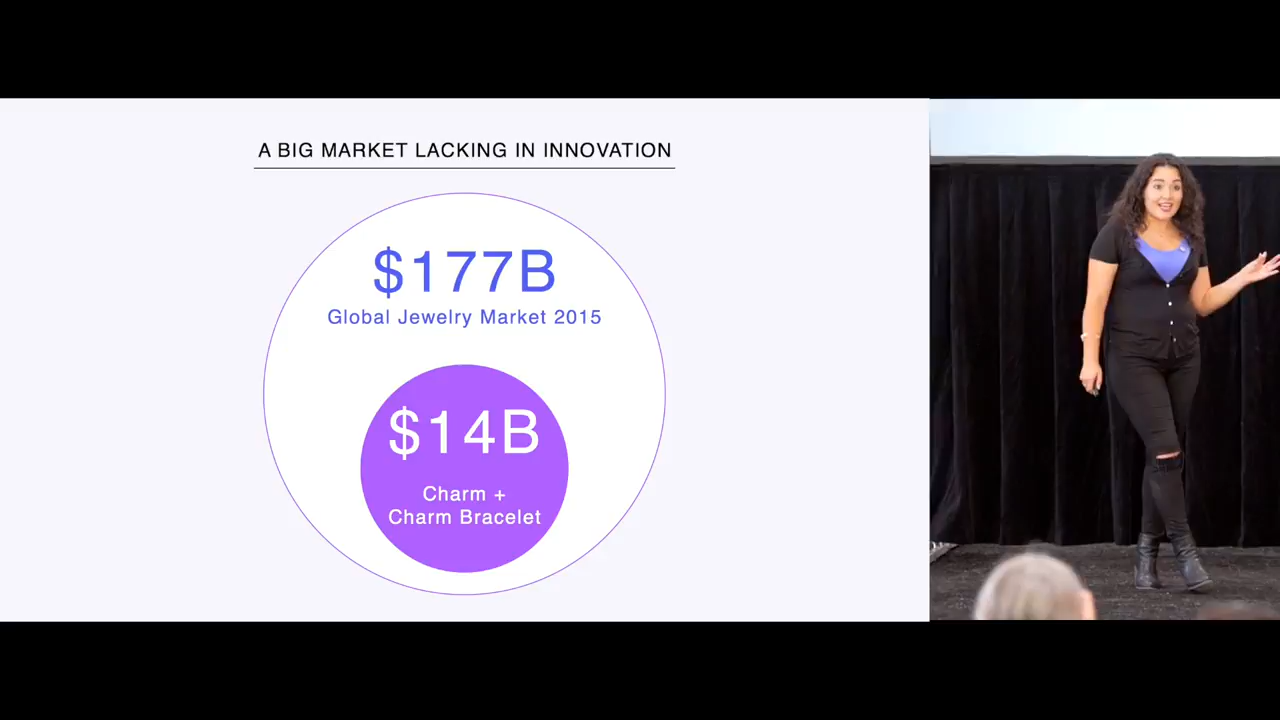 A BIG MARKET LACKING IN INNOVATION
$177B
Global Jewelry Market 2015
$14B
Charm +
Charm Bracelet